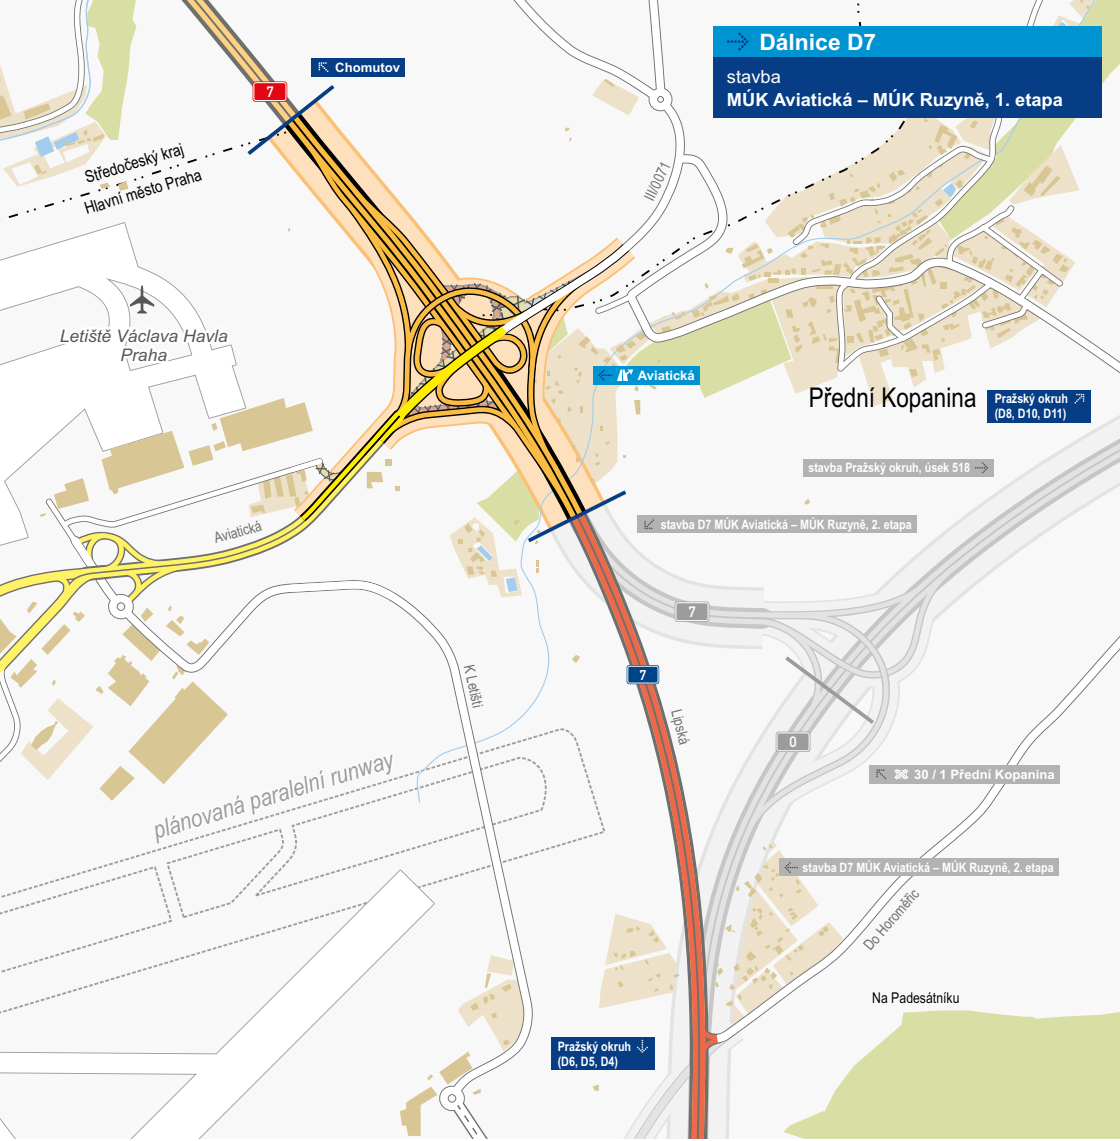 Dálnice D7
stavba
MÚK Aviatická – MÚK Ruzyně, 1. etapa
Chomutov
7
Středočeský kraj
Hlavní město Praha
III/0071
Letiště Václava Havla
Praha
Aviatická
Přední Kopanina
Pražský okruh
(D8, D10, D11)
stavba Pražský okruh, úsek 518
stavba D7 MÚK Aviatická – MÚK Ruzyně, 2. etapa
Aviatická
7
7
K Letišti
Lipská
0
plánovaná paralelní runway
30 / 1 Přední Kopanina
stavba D7 MÚK Aviatická – MÚK Ruzyně, 2. etapa
Do Horoměřic
Na Padesátníku
Pražský okruh
(D6, D5, D4)